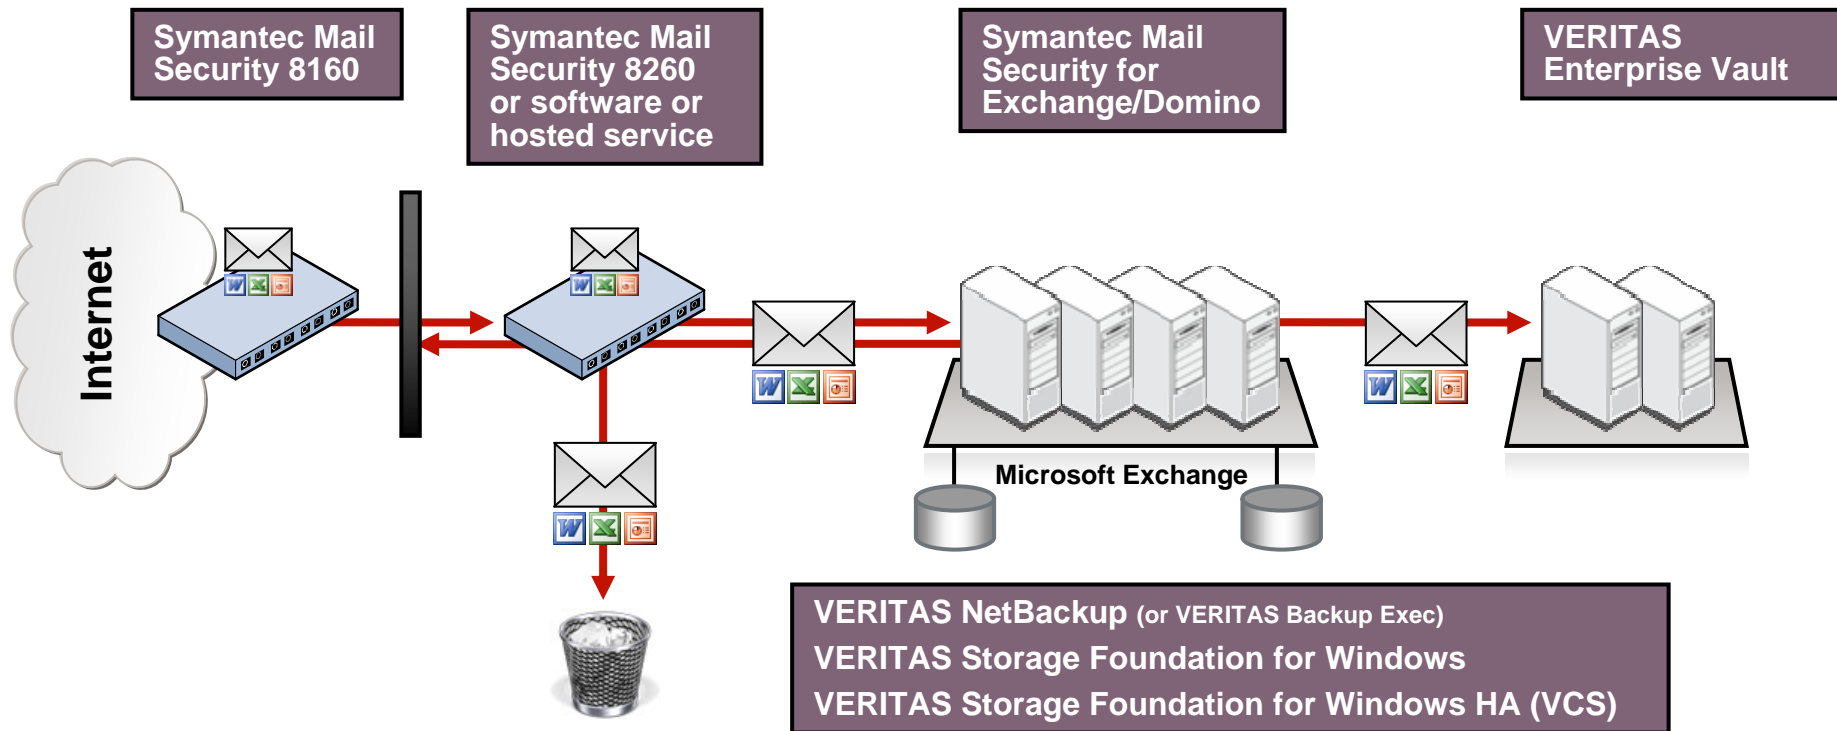 Symantec Mail
Security 8160
Symantec Mail
Security 8260
or software or
hosted service
Symantec Mail
Security for
Exchange/Domino
VERITAS
Enterprise Vault
Internet
W X
W X
W X
W X
W X
Microsoft Exchange
VERITAS NetBackup (or VERITAS Backup Exec)
VERITAS Storage Foundation for Windows
VERITAS Storage Foundation for Windows HA (VCS)